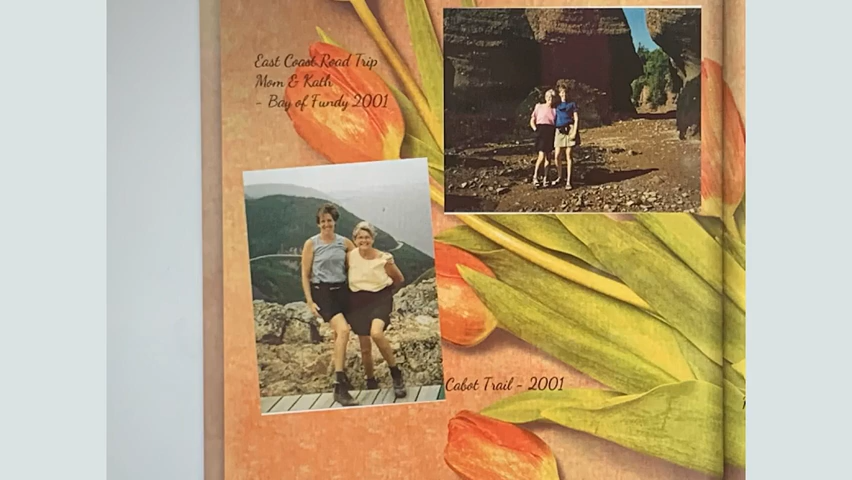 East Coast Road Trip
Mom & Kath
- Bay of Fundy 2001
Cabot Trail - 2001